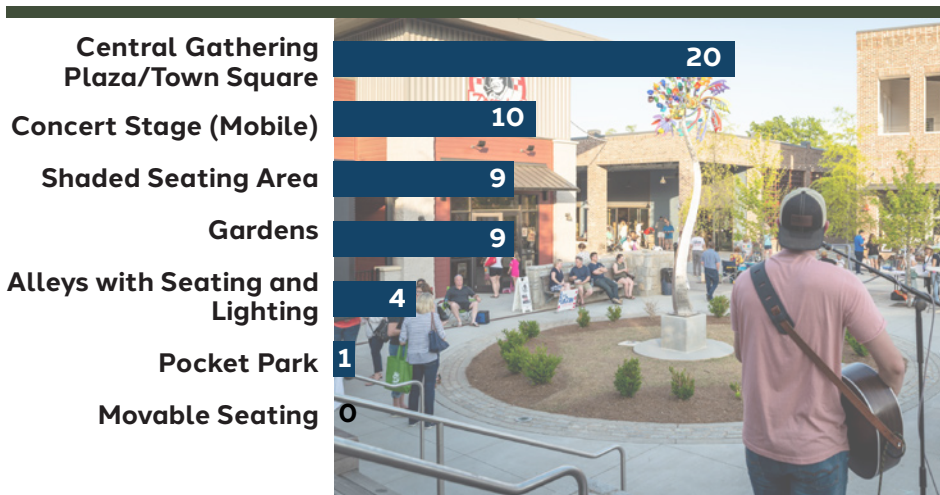 Central Gathering
Plaza/Town Square
20
Concert Stage (Mobile)
10
Shaded Seating Area
9
Gardens
9
Alleys with Seating and
Lighting
4
Pocket Park
1
Movable Seating
0